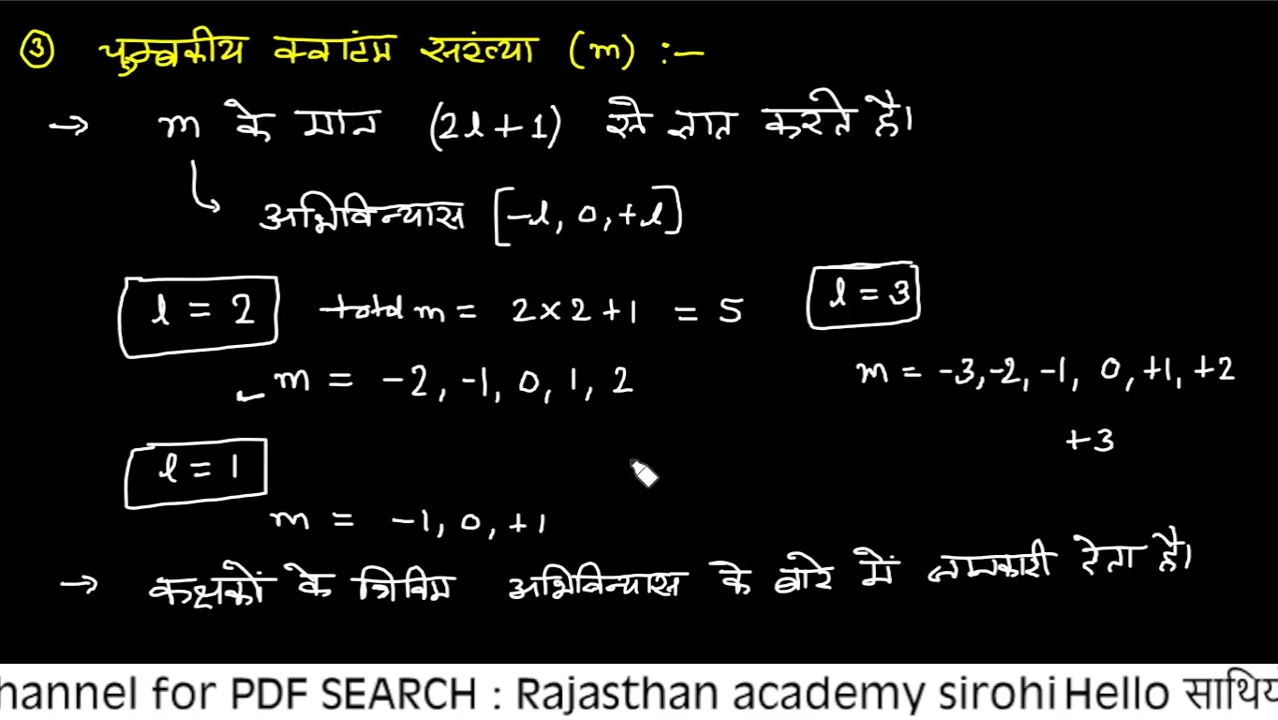 ③ चुम्बकीय क्वाटंम सरंख्या (m) :-
→ m के मान (2l+1) से ज्ञात करते है।
↳ अभिविन्यास [-l, 0, +l]
l = 2 total m = 2×2+1 = 5
l = 3
m = -2, -1, 0, 1, 2
m = -3,-2, -1, 0, +1, +2
+3
l = 1
m = -1, 0, +1
→ कक्षकों के त्रिविम अभिविन्यास के बारे में जानकारी देता है।
hannel for PDF SEARCH : Rajasthan academy sirohi Hello साथिय